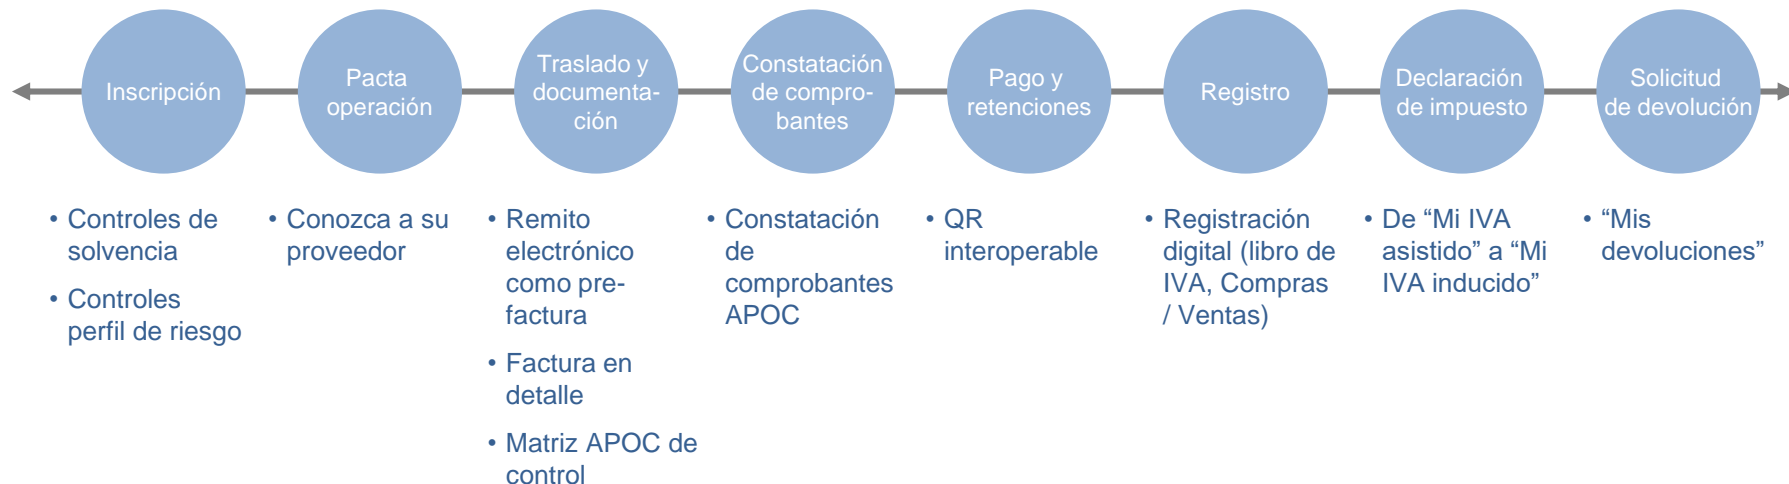 Inscripción
Pacta
operación
Traslado y
documenta-
ción
Constatación
de compro-
bantes
Pago y
retenciones
Registro
Declaración
de impuesto
Solicitud
de devolución
• Controles de
solvencia
• Controles
perfil de riesgo
• Conozca a su
proveedor
• Remito
electrónico
como pre-
factura
• Factura en
detalle
• Matriz APOC de
control
• Constatación
de
comprobantes
APOC
• QR
interoperable
• Registración
digital (libro de
IVA, Compras
/ Ventas)
• De “Mi IVA
asistido” a “Mi
IVA inducido”
• “Mis
devoluciones”